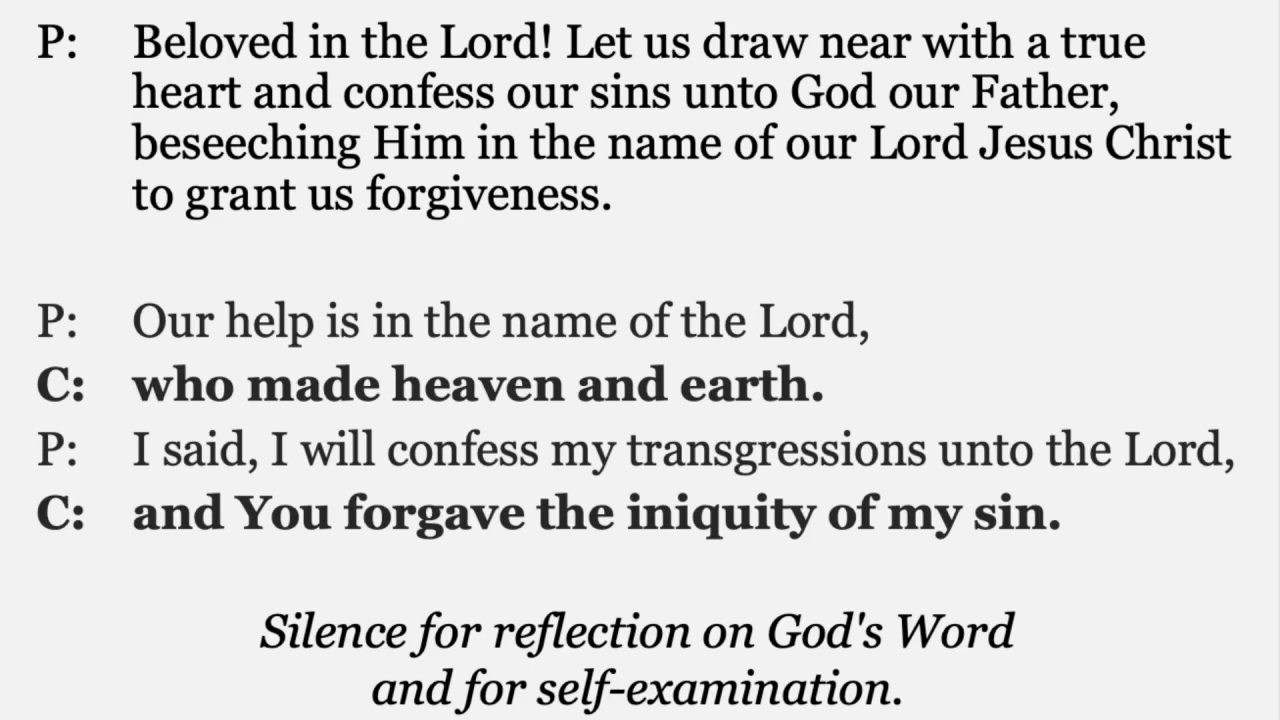 P: Beloved in the Lord! Let us draw near with a true
heart and confess our sins unto God our Father,
beseeching Him in the name of our Lord Jesus Christ
to grant us forgiveness.
P: Our help is in the name of the Lord,
C: who made heaven and earth.
P: I said, I will confess my transgressions unto the Lord,
C: and You forgave the iniquity of my sin.
Silence for reflection on God's Word
and for self-examination.